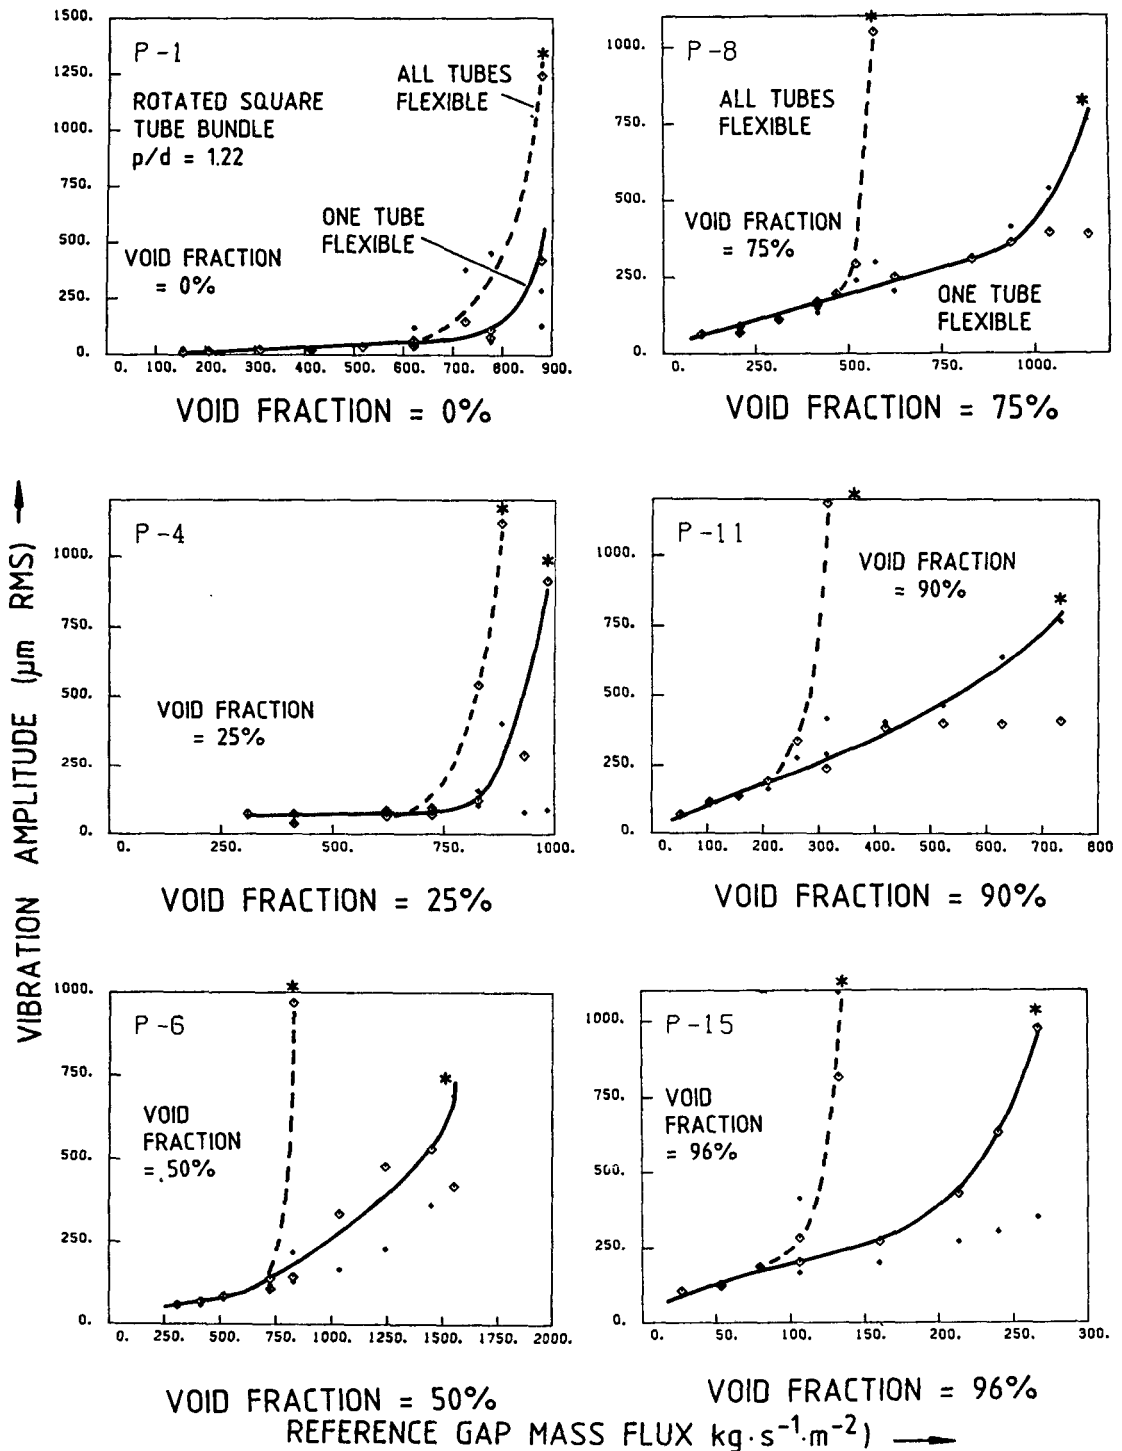 1500.
1250.
1000.
750.
500.
250.
0.
P-1
ROTATED SQUARE
TUBE BUNDLE
p/d = 1.22
ALL TUBES
FLEXIBLE
ONE TUBE
FLEXIBLE
VOID FRACTION
= 0%
0. 100. 200. 300. 400. 500. 600. 700. 800. 900.
VOID FRACTION = 0%
1000.
750.
500.
250.
0.
P-8
ALL TUBES
FLEXIBLE
VOID FRACTION
= 75%
ONE TUBE
FLEXIBLE
0. 250. 500. 750. 1000.
VOID FRACTION = 75%
VIBRATION AMPLITUDE (µm RMS)
1000.
750.
500.
250.
0.
P-4
VOID FRACTION
= 25%
0. 250. 500. 750. 1000.
VOID FRACTION = 25%
1000.
750.
500.
250.
0.
P-11
VOID FRACTION
= 90%
0. 100. 200. 300. 400. 500. 600. 700. 800
VOID FRACTION = 90%
1000.
750.
500.
250.
0.
P-6
VOID
FRACTION
= 50%
0. 250. 500. 750. 1000. 1250. 1500. 1750. 2000.
VOID FRACTION = 50%
1000.
750.
500.
250.
0.
P-15
VOID
FRACTION
= 96%
0. 50. 100. 150. 200. 250. 300.
VOID FRACTION = 96%
REFERENCE GAP MASS FLUX kg·s⁻¹·m⁻²)